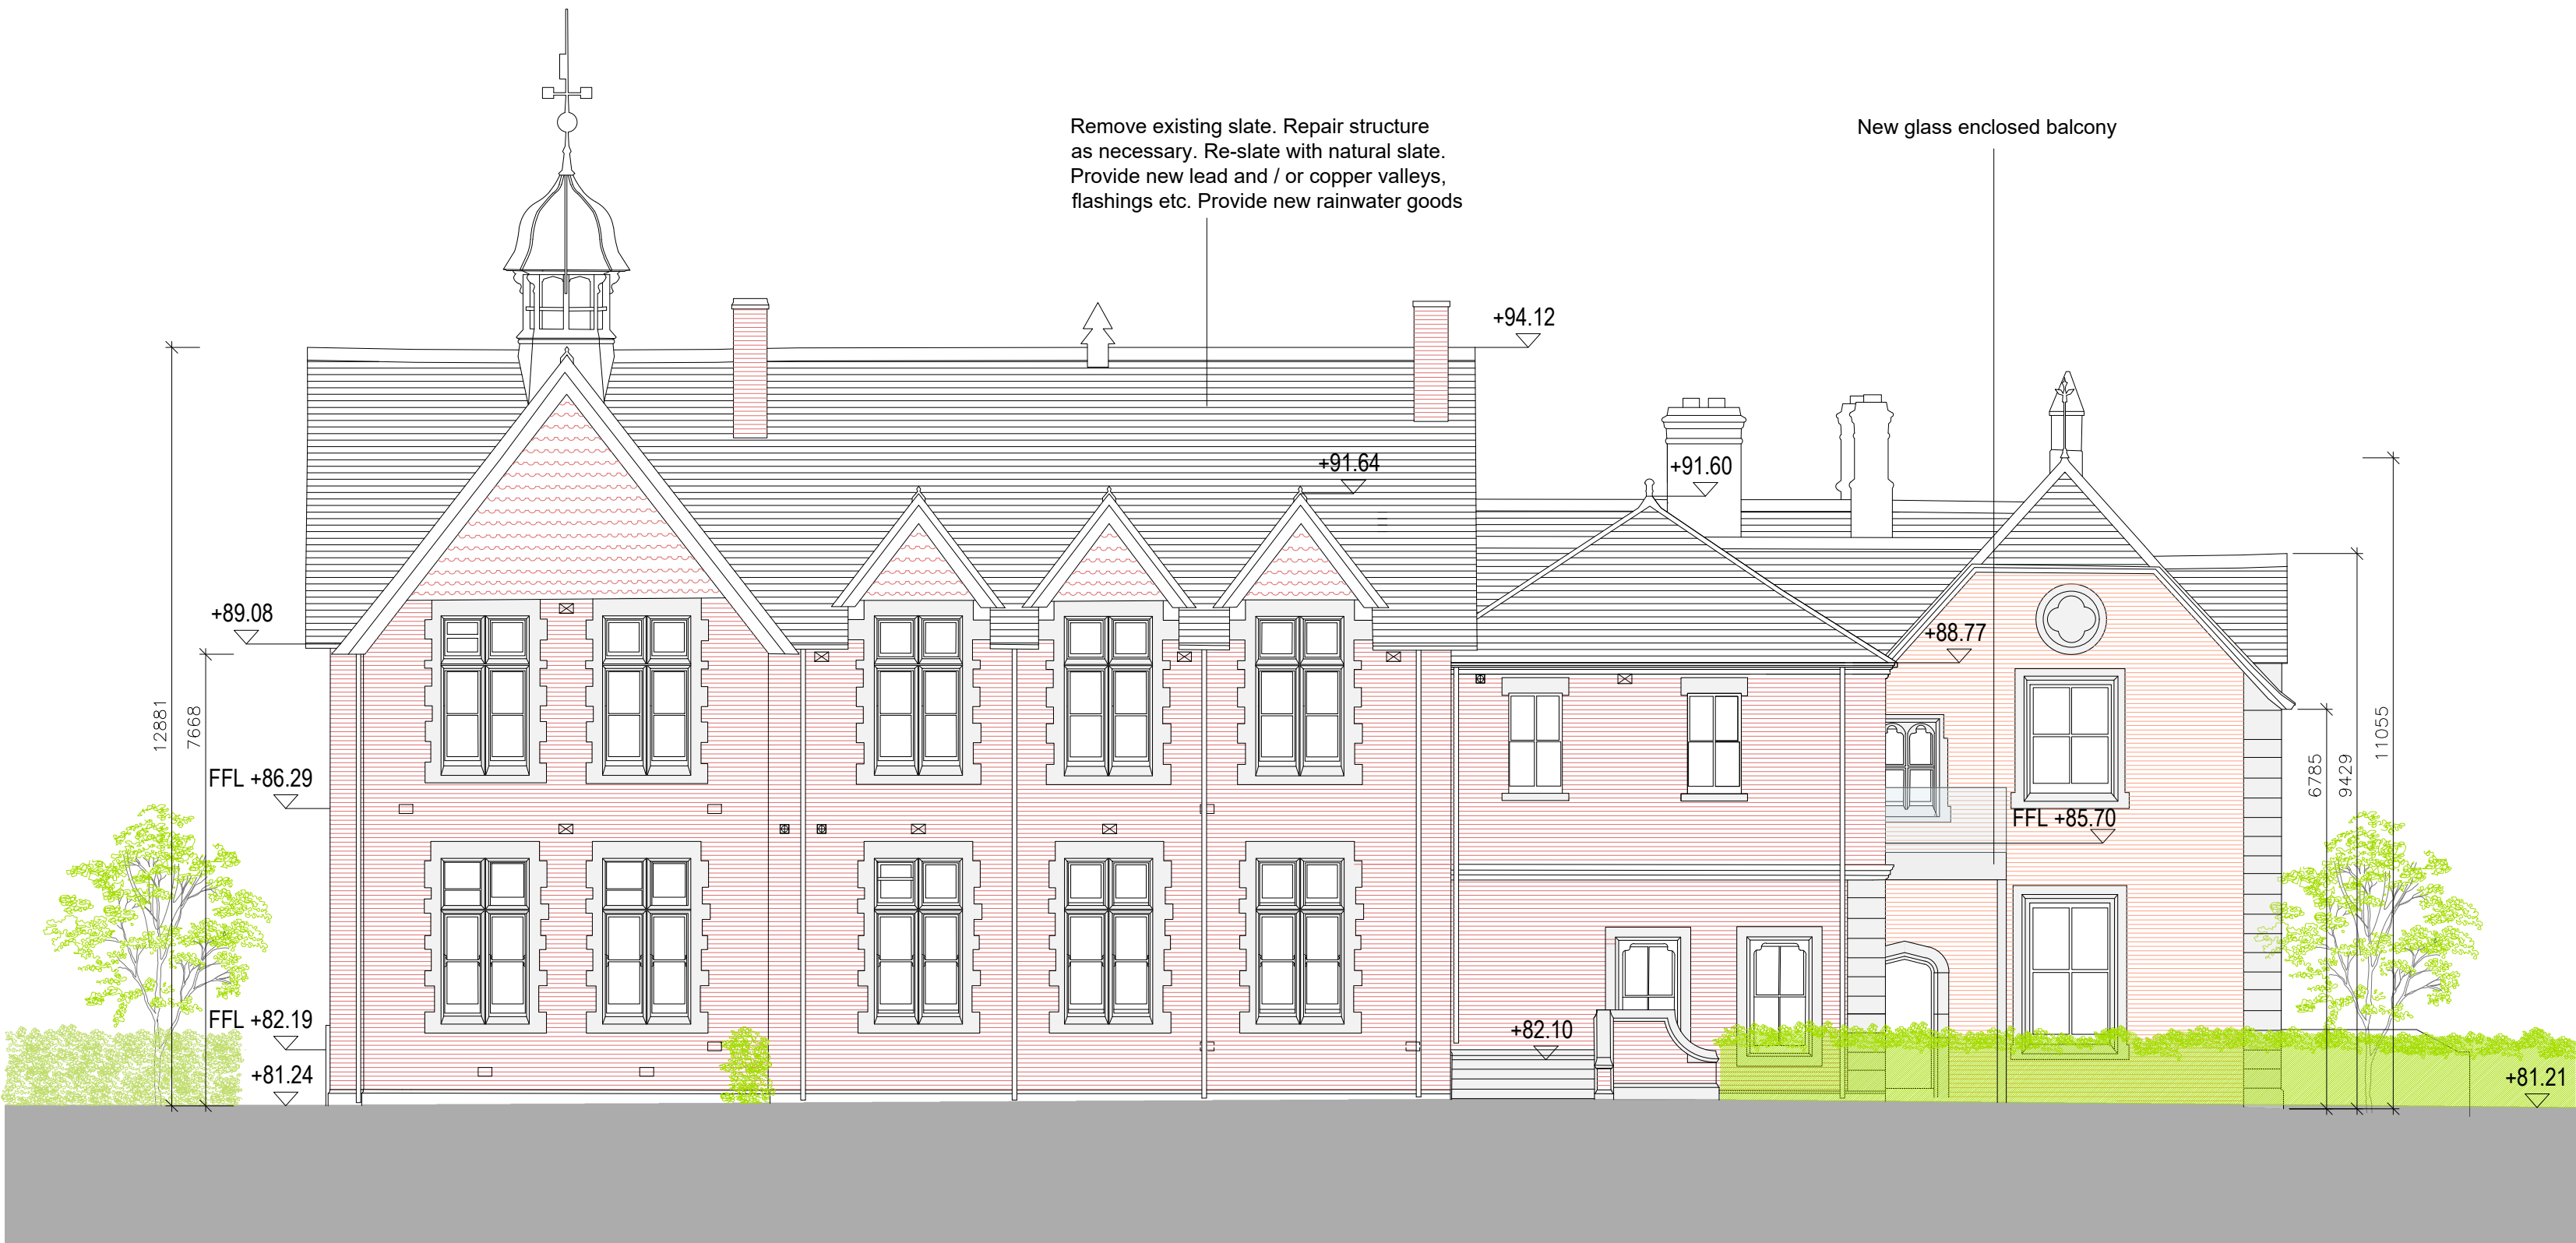 Remove existing slate. Repair structure
as necessary. Re-slate with natural slate.
Provide new lead and / or copper valleys,
flashings etc. Provide new rainwater goods
New glass enclosed balcony
+94.12
+91.64
+91.60
+89.08
+88.77
12881
7668
FFL +86.29
FFL +85.70
6785
9429
11055
FFL +82.19
+82.10
+81.24
+81.21